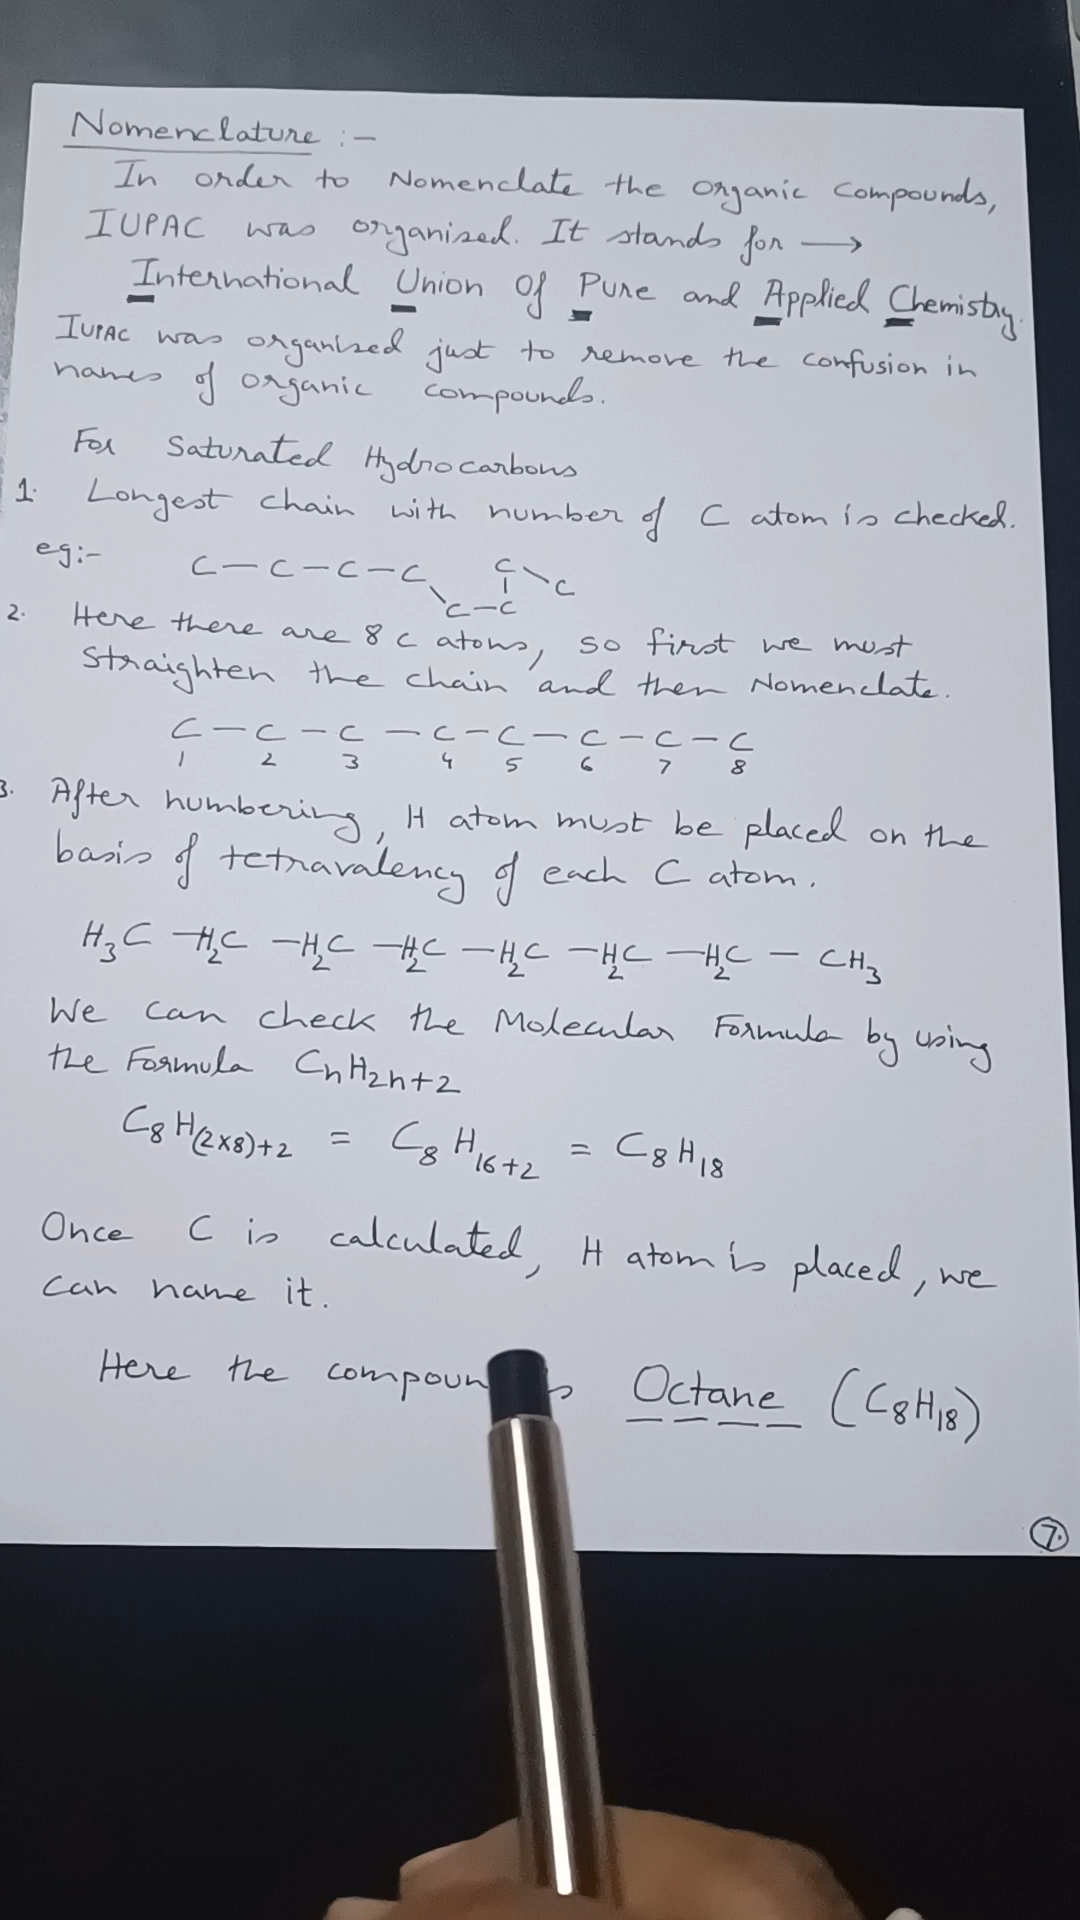 Nomenclature :-
In order to Nomenclate the organic compounds,
IUPAC was organised. It stands for ⟶
International Union Of Pure and Applied Chemistry.
IUPAC was organised just to remove the confusion in
names of organic compounds.
For Saturated Hydrocarbons
1. Longest chain with number of C atom is checked.
eg:- C-C-C-C\C-C-C\C
2. Here there are 8 C atoms, so first we must
straighten the chain and then Nomenclate.
C-C-C-C-C-C-C-C
1 2 3 4 5 6 7 8
3. After numbering, H atom must be placed on the
basis of tetravalency of each C atom.
H₃C-H₂C-H₂C-H₂C-H₂C-H₂C-H₂C-CH₃
We can check the Molecular Formula by using
the Formula CnH2n+2
C₈H(2x8)+2 = C₈H₁₆₊₂ = C₈H₁₈
Once C is calculated, H atom is placed, we
can name it.
Here the Octane (C₈H₁₈)
7.